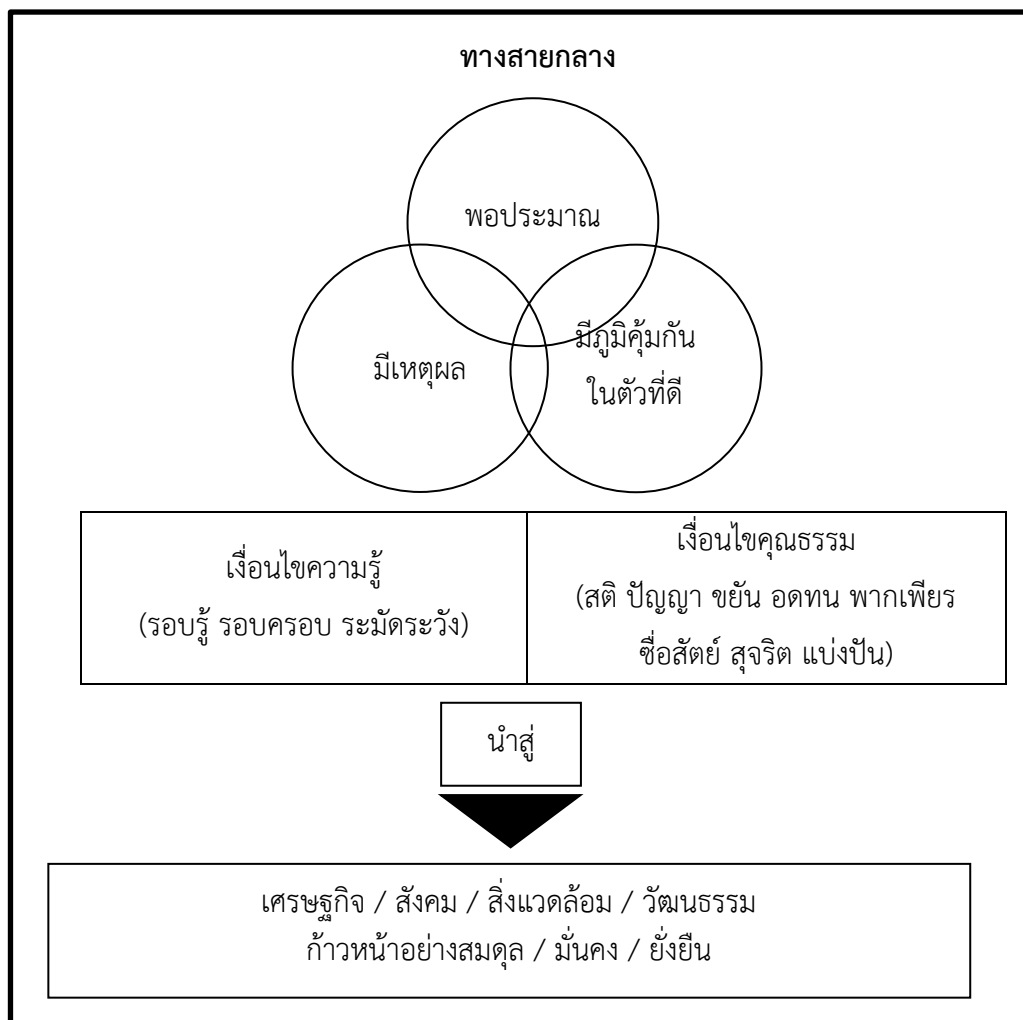 ทางสายกลาง
พอประมาณ
มีเหตุผล
มีภูมิคุ้มกัน
ในตัวที่ดี
เงื่อนไขความรู้
(รอบรู้ รอบครอบ ระมัดระวัง)
เงื่อนไขคุณธรรม
(สติ ปัญญา ขยัน อดทน พากเพียร
ซื่อสัตย์ สุจริต แบ่งปัน)
นำสู่
เศรษฐกิจ / สังคม / สิ่งแวดล้อม / วัฒนธรรม
ก้าวหน้าอย่างสมดุล / มั่นคง / ยั่งยืน